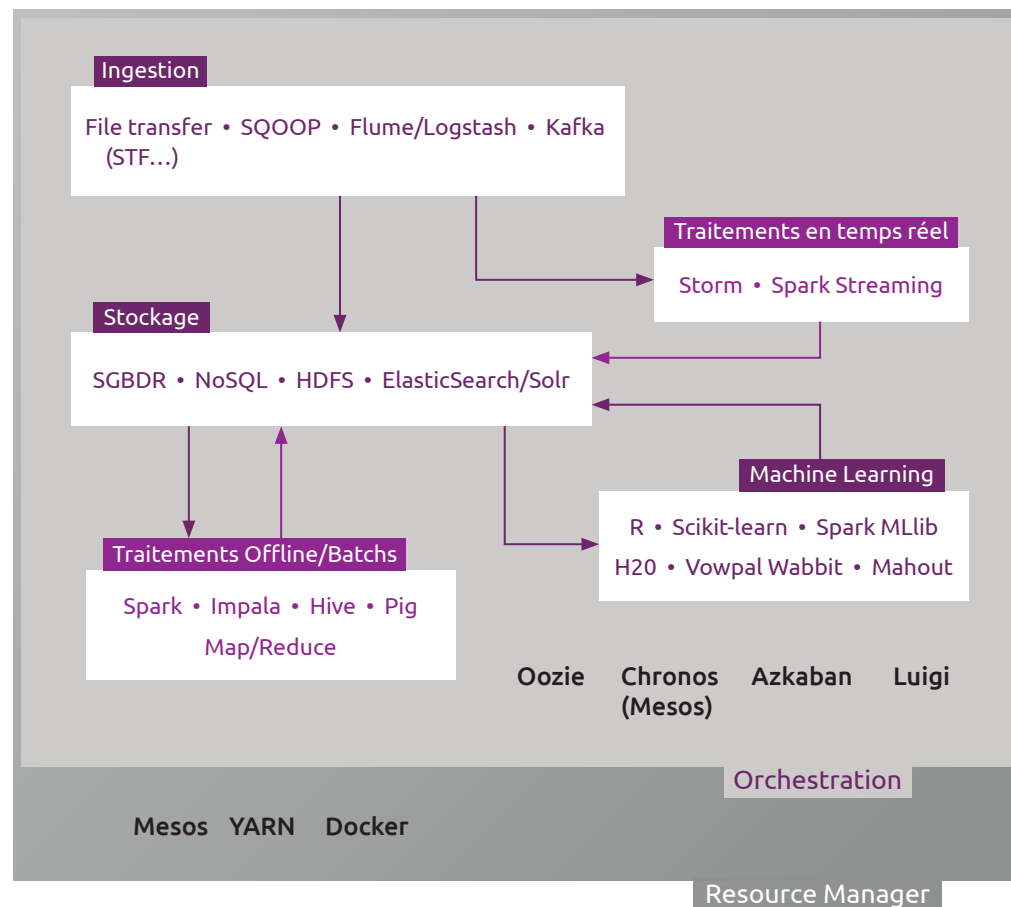 Ingestion
File transfer • SQOOP • Flume/Logstash • Kafka
(STF…)
Traitements en temps réel
Storm • Spark Streaming
Stockage
SGBDR • NoSQL • HDFS • ElasticSearch/Solr
Machine Learning
R • Scikit-learn • Spark MLlib
H20 • Vowpal Wabbit • Mahout
Traitements Offline/Batchs
Spark • Impala • Hive • Pig
Map/Reduce
Oozie Chronos Azkaban Luigi
(Mesos)
Orchestration
Mesos YARN Docker
Resource Manager